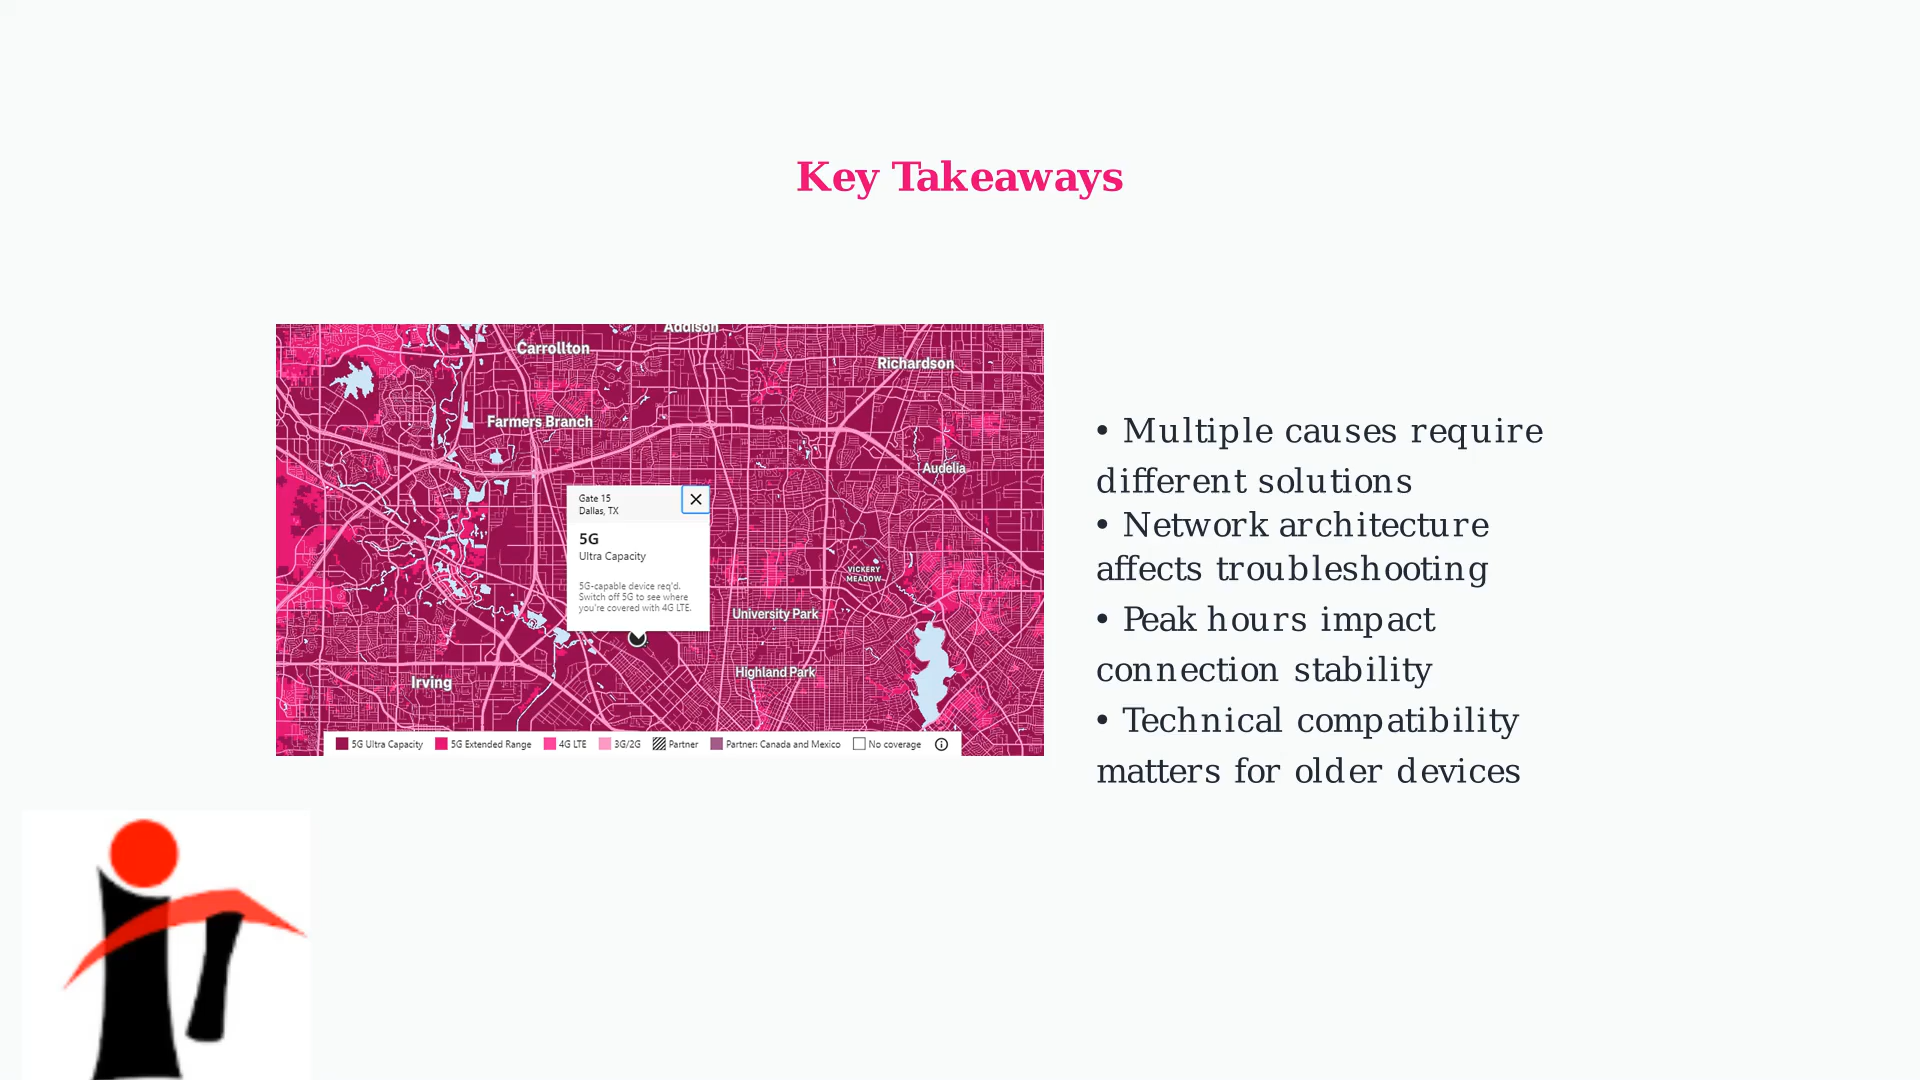 Key Takeaways
Addison
Carrollton
Richardson
Farmers Branch
Audelia
Gate 15
Dallas, TX
5G
Ultra Capacity
5G-capable device req'd.
Switch off 5G to see where
you're covered with 4G LTE.
VICKERY
MEADOW
University Park
Highland Park
Irving
5G Ultra Capacity 5G Extended Range 4G LTE 3G/2G Partner Partner: Canada and Mexico No coverage
• Multiple causes require
different solutions
• Network architecture
affects troubleshooting
• Peak hours impact
connection stability
• Technical compatibility
matters for older devices